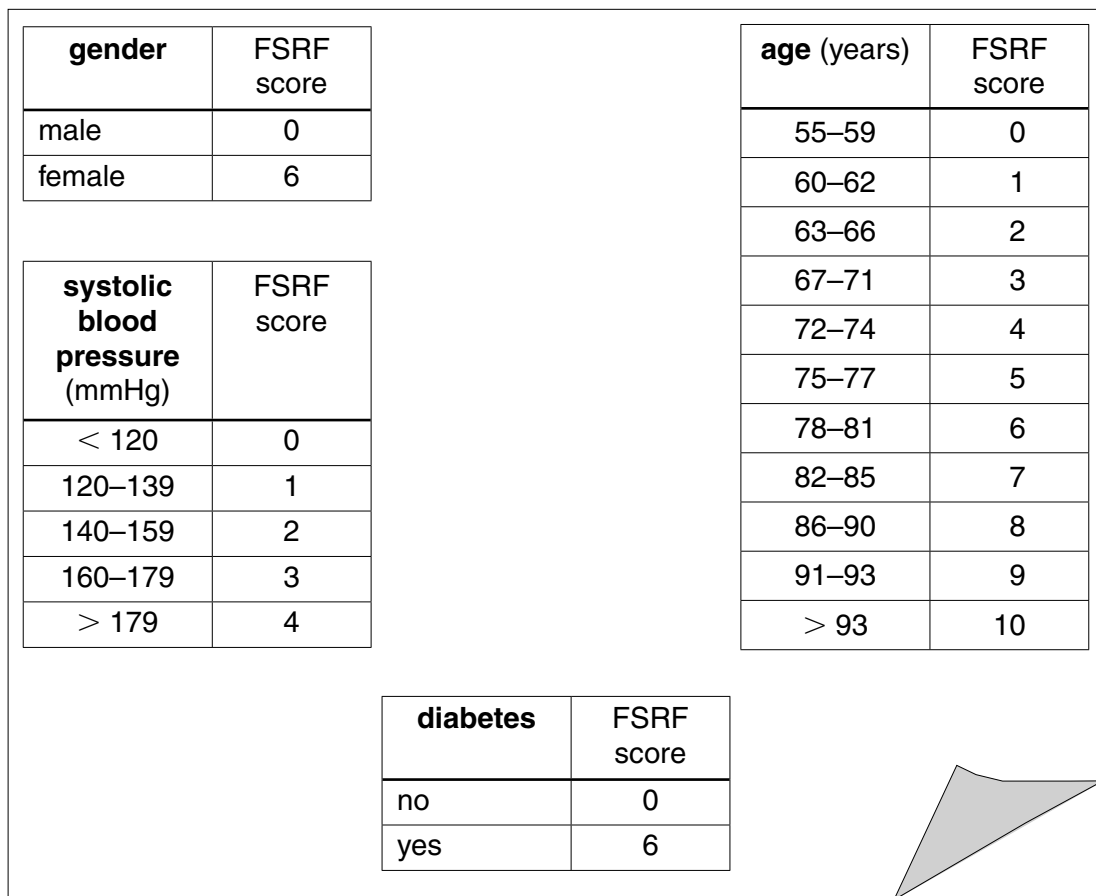 gender FSRF
score
male 0
female 6
systolic FSRF
blood score
pressure
(mmHg)
< 120 0
120–139 1
140–159 2
160–179 3
> 179 4
age (years) FSRF
score
55–59 0
60–62 1
63–66 2
67–71 3
72–74 4
75–77 5
78–81 6
82–85 7
86–90 8
91–93 9
> 93 10
diabetes FSRF
score
no 0
yes 6